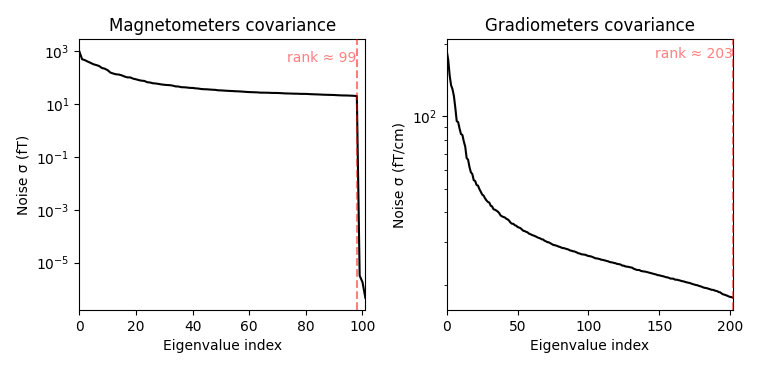 Magnetometers covariance
Noise σ (fT)
10³
10¹
10⁻¹
10⁻³
10⁻⁵
rank ≈ 99
0 20 40 60 80 100
Eigenvalue index
Gradiometers covariance
Noise σ (fT/cm)
10²
rank ≈ 203
0 50 100 150 200
Eigenvalue index